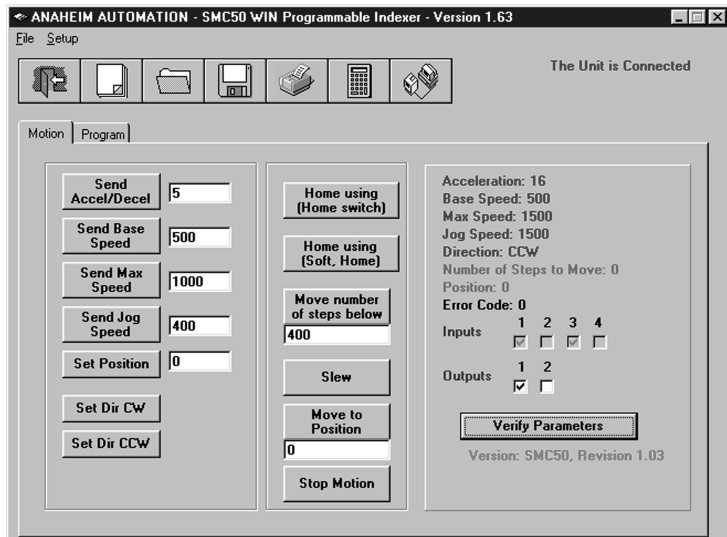 ANAHEIM AUTOMATION - SMC50 WIN Programmable Indexer - Version 1.63
File Setup
The Unit is Connected
Motion Program
Send
Accel/Decel
5
Send Base
Speed
500
Send Max
Speed
1000
Send Jog
Speed
400
Set Position
0
Set Dir CW
Set Dir CCW
Home using
(Home switch)
Home using
(Soft, Home)
Move number
of steps below
400
Slew
Move to
Position
0
Stop Motion
Acceleration: 16
Base Speed: 500
Max Speed: 1500
Jog Speed: 1500
Direction: CCW
Number of Steps to Move: 0
Position: 0
Error Code: 0
1 2 3 4
Inputs
1 2
Outputs
Verify Parameters
Version: SMC50, Revision 1.03